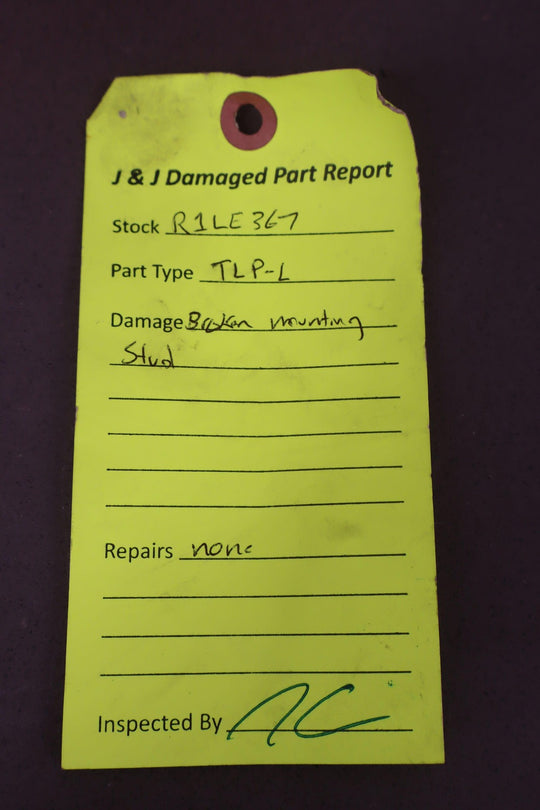 J & J Damaged Part Report
Stock R1LE367
Part Type TLP-L
Damage Broken mounting
Stud
Repairs none
Inspected By